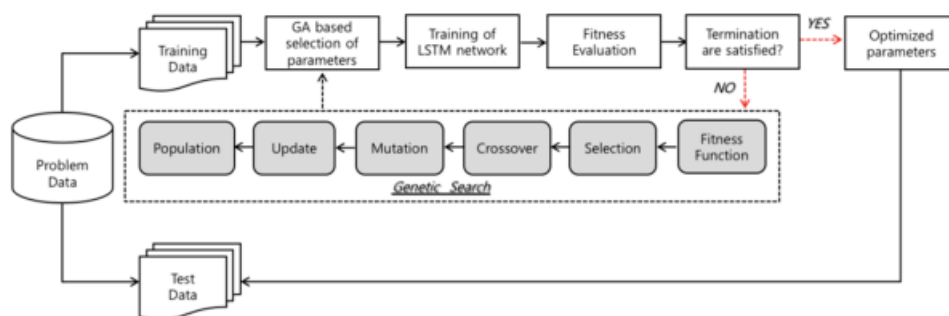 Training
Data
GA based
selection of
parameters
Training of
LSTM network
Fitness
Evaluation
Termination
are satisfied?
YES
Optimized
parameters
NO
Problem
Data
Population
Update
Mutation
Crossover
Selection
Fitness
Function
Genetic Search
Test
Data